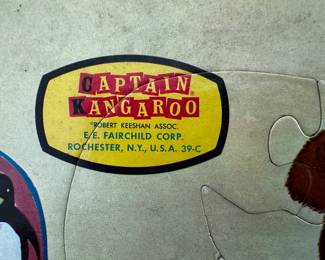 CAPTAIN
KANGAROO
©ROBERT KEESHAN ASSOC.
E.E. FAIRCHILD CORP.
ROCHESTER, N.Y., U.S.A. 39-C